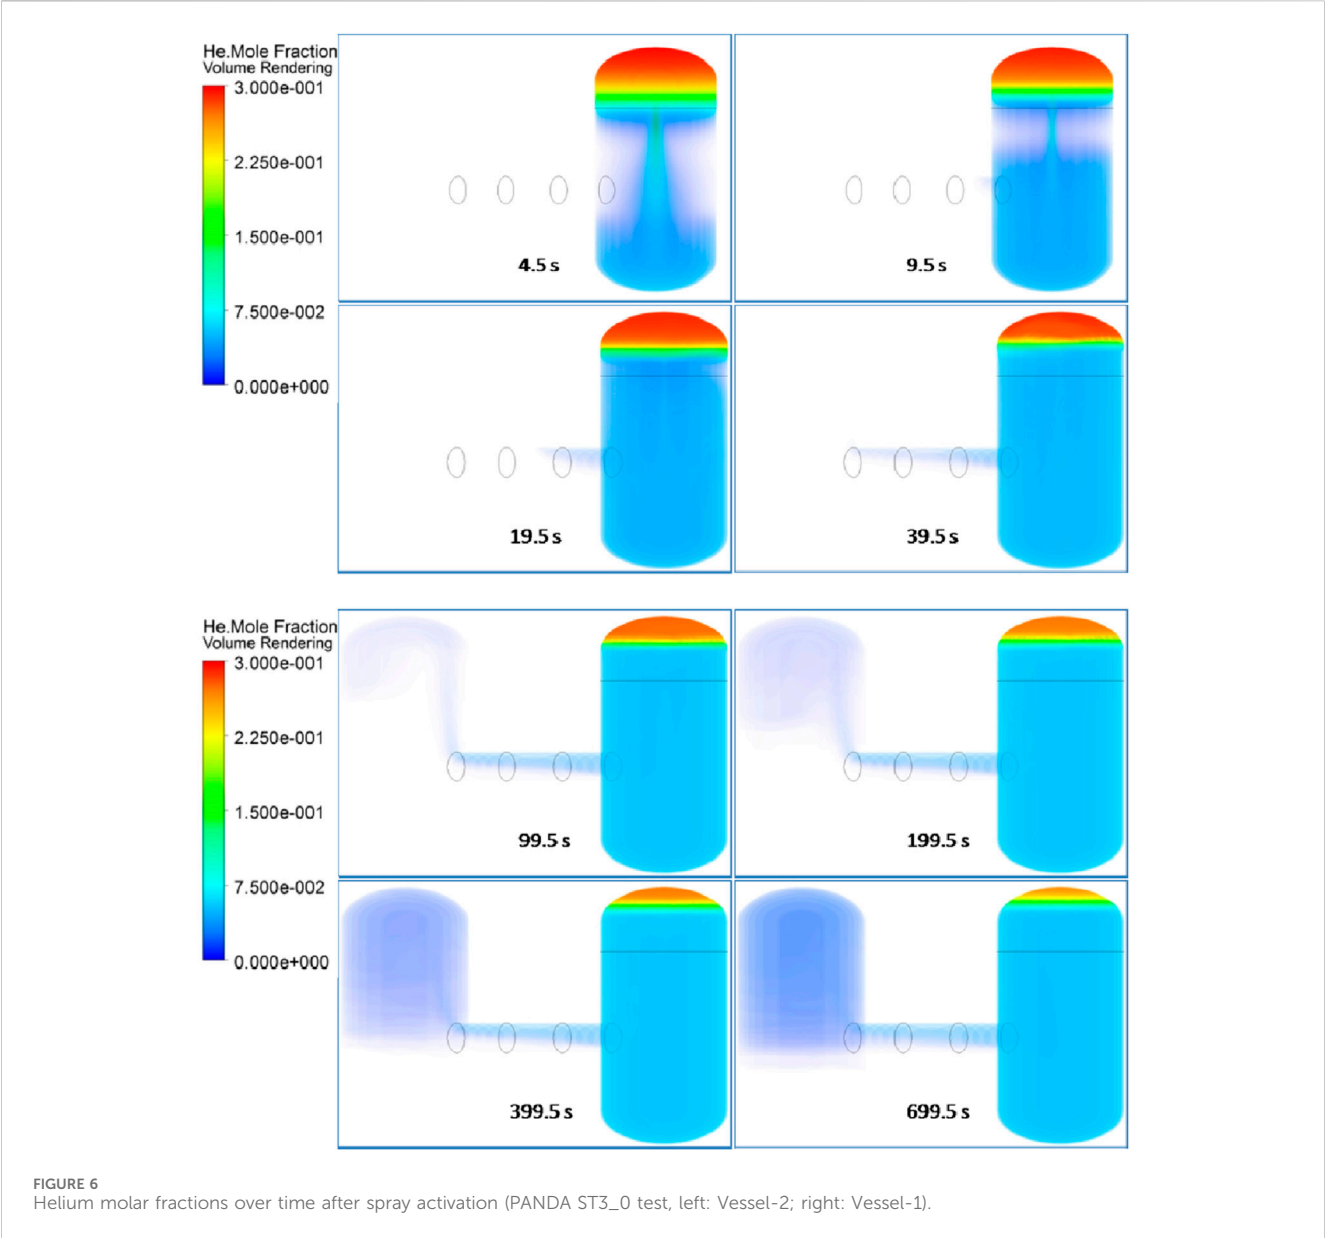 He.Mole Fraction
Volume Rendering
3.000e-001
2.250e-001
1.500e-001
7.500e-002
0.000e+000
4.5 s
9.5 s
19.5 s
39.5 s
He.Mole Fraction
Volume Rendering
3.000e-001
2.250e-001
1.500e-001
7.500e-002
0.000e+000
99.5 s
199.5 s
399.5 s
699.5 s
FIGURE 6
Helium molar fractions over time after spray activation (PANDA ST3_0 test, left: Vessel-2; right: Vessel-1).